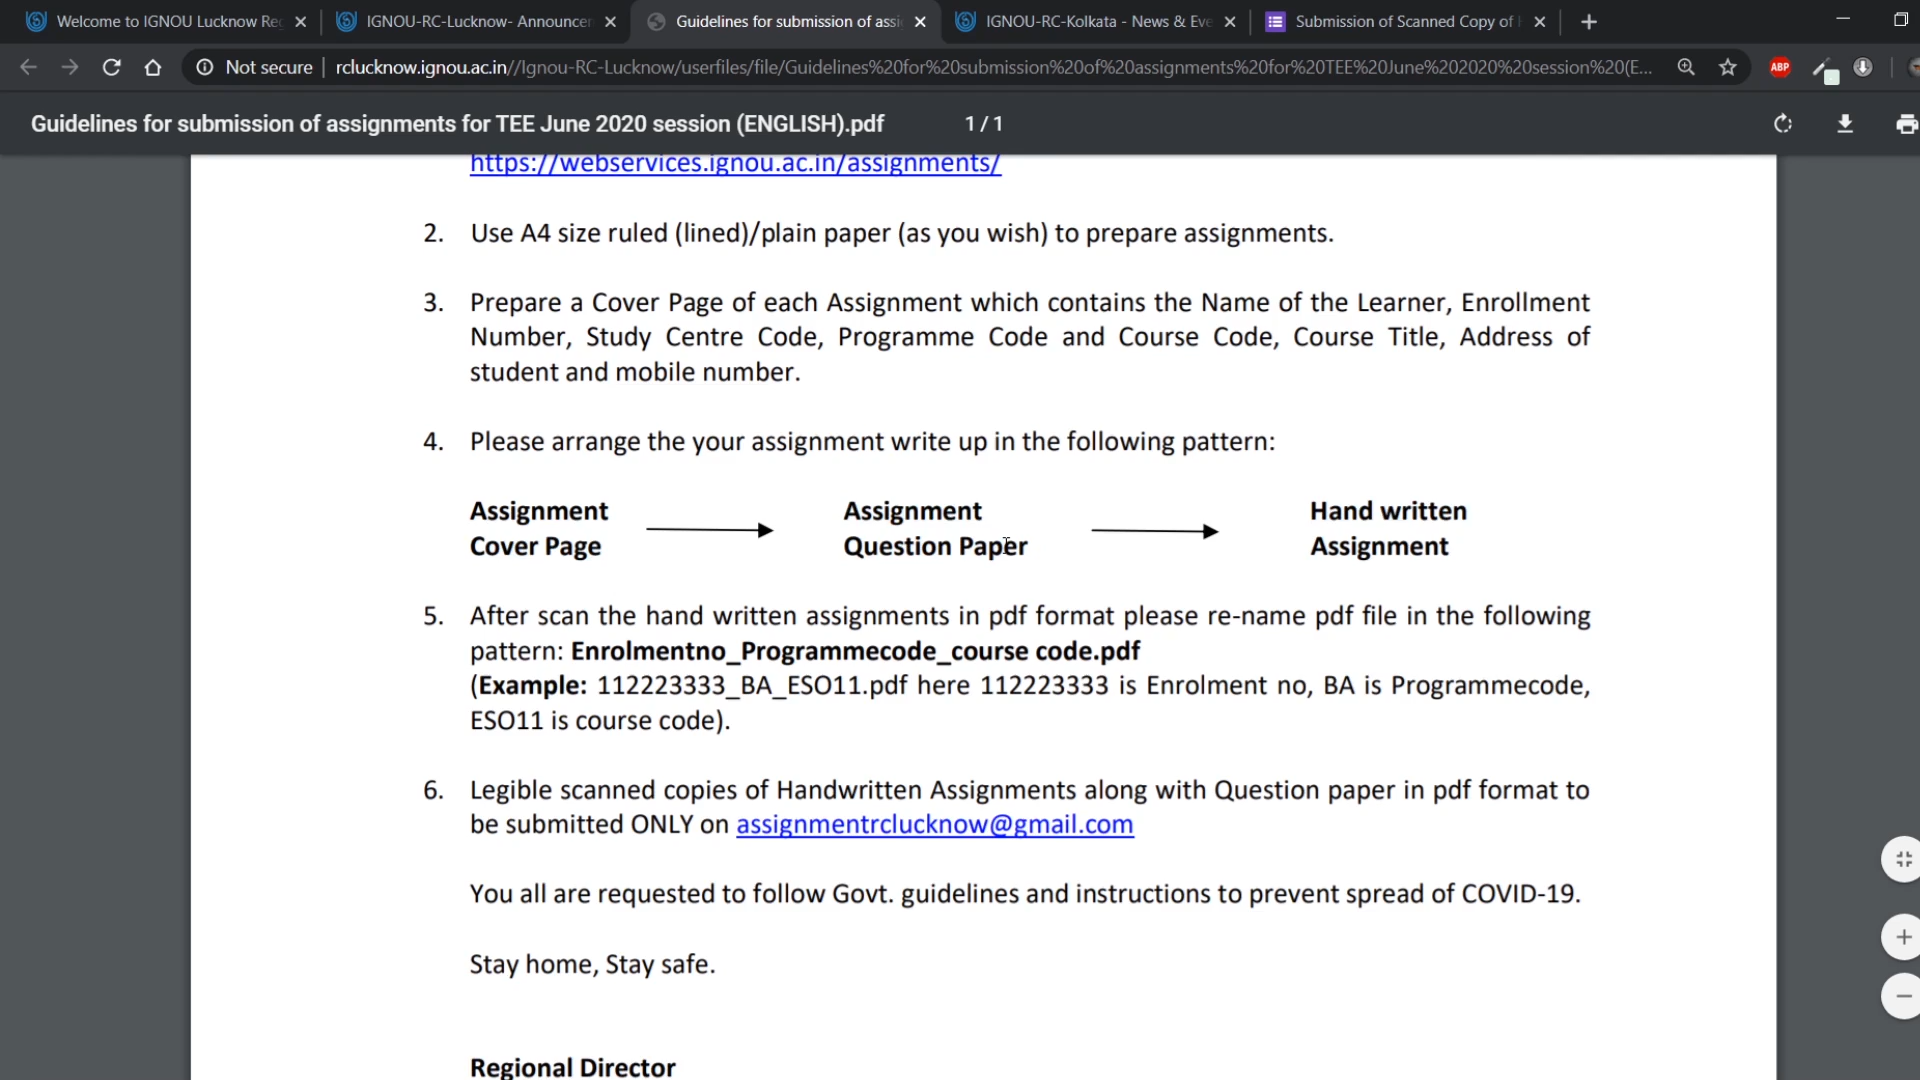 Welcome to IGNOU Lucknow Re
IGNOU-RC-Lucknow- Announcem
Guidelines for submission of assi
IGNOU-RC-Kolkata - News & Eve
Submission of Scanned Copy of
Not secure | rclucknow.ignou.ac.in//Ignou-RC-Lucknow/userfiles/file/Guidelines%20for%20submission%20of%20assignments%20for%20TEE%20June%202020%20session%20(E...
ABP
Guidelines for submission of assignments for TEE June 2020 session (ENGLISH).pdf
1 / 1
https://webservices.ignou.ac.in/assignments/
2. Use A4 size ruled (lined)/plain paper (as you wish) to prepare assignments.
3. Prepare a Cover Page of each Assignment which contains the Name of the Learner, Enrollment
Number, Study Centre Code, Programme Code and Course Code, Course Title, Address of
student and mobile number.
4. Please arrange the your assignment write up in the following pattern:
Assignment
Cover Page
Assignment
Question Paper
Hand written
Assignment
5. After scan the hand written assignments in pdf format please re-name pdf file in the following
pattern: Enrolmentno_Programmecode_course code.pdf
(Example: 112223333_BA_ESO11.pdf here 112223333 is Enrolment no, BA is Programmecode,
ESO11 is course code).
6. Legible scanned copies of Handwritten Assignments along with Question paper in pdf format to
be submitted ONLY on assignmentrclucknow@gmail.com
You all are requested to follow Govt. guidelines and instructions to prevent spread of COVID-19.
Stay home, Stay safe.
Regional Director